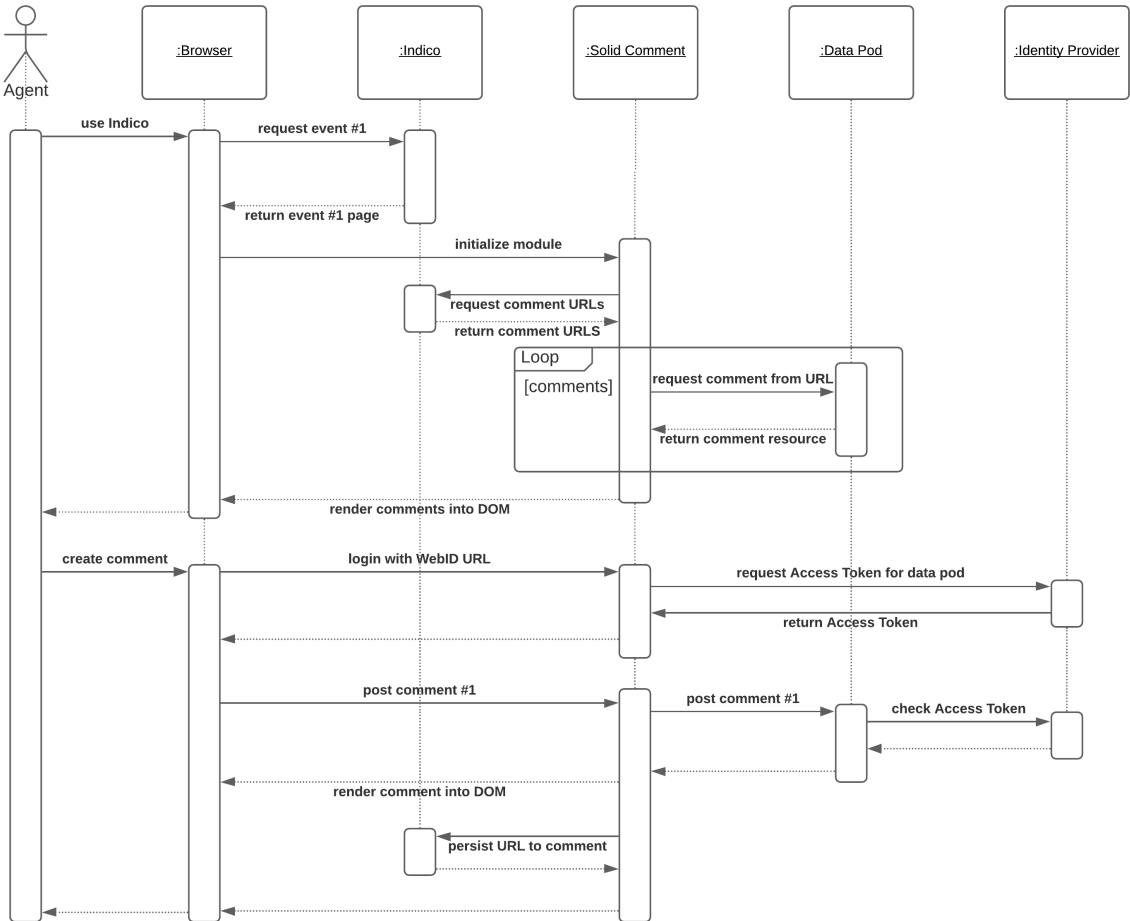 :Browser
:Indico
:Solid Comment
:Data Pod
:Identity Provider
Agent
use Indico
request event #1
return event #1 page
initialize module
request comment URLs
return comment URLS
Loop
[comments]
request comment from URL
return comment resource
render comments into DOM
create comment
login with WebID URL
request Access Token for data pod
return Access Token
post comment #1
post comment #1
check Access Token
render comment into DOM
persist URL to comment